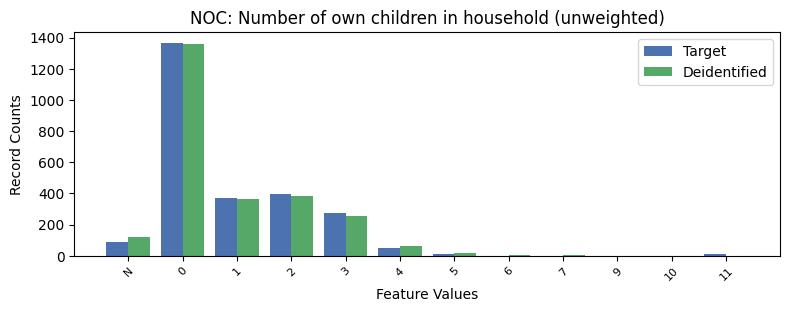 NOC: Number of own children in household (unweighted)
Target
Deidentified
Record Counts
1400
1200
1000
800
600
400
200
0
N 0 1 2 3 4 5 6 7 9 10 11
Feature Values